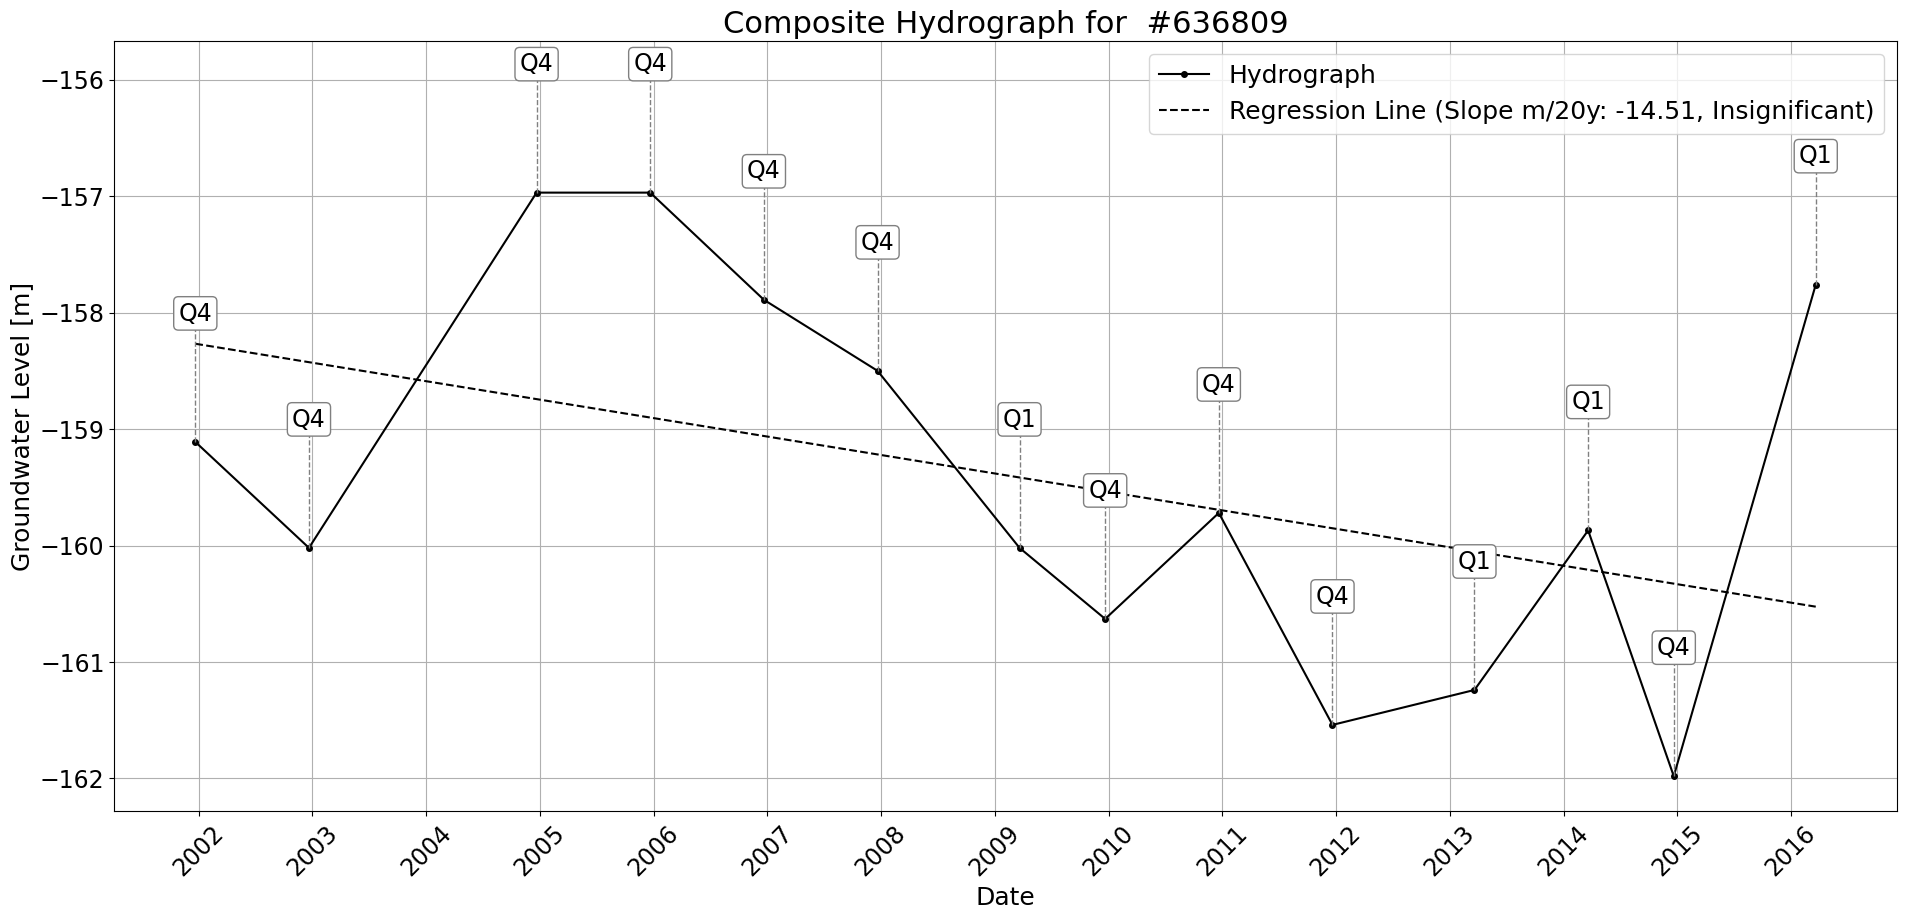 Composite Hydrograph for  #636809
Hydrograph
Regression Line (Slope m/20y: -14.51, Insignificant)
Groundwater Level [m]
−156
−157
−158
−159
−160
−161
−162
Q4
Q4
Q4
Q4
Q4
Q4
Q1
Q4
Q4
Q4
Q1
Q1
Q4
Q1
2002
2003
2004
2005
2006
2007
2008
2009
2010
2011
2012
2013
2014
2015
2016
Date